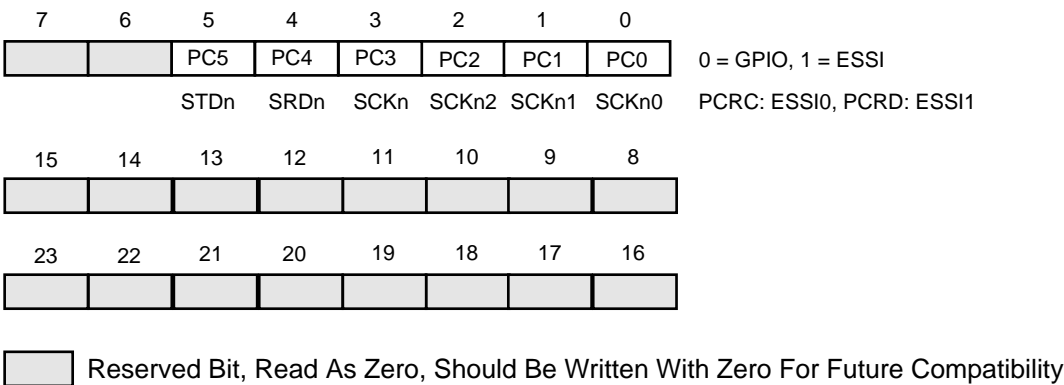 7 6 5 4 3 2 1 0
PC5 PC4 PC3 PC2 PC1 PC0 0 = GPIO, 1 = ESSI
STDn SRDn SCKn SCKn2 SCKn1 SCKn0 PCRC: ESSI0, PCRD: ESSI1
15 14 13 12 11 10 9 8
23 22 21 20 19 18 17 16
Reserved Bit, Read As Zero, Should Be Written With Zero For Future Compatibility